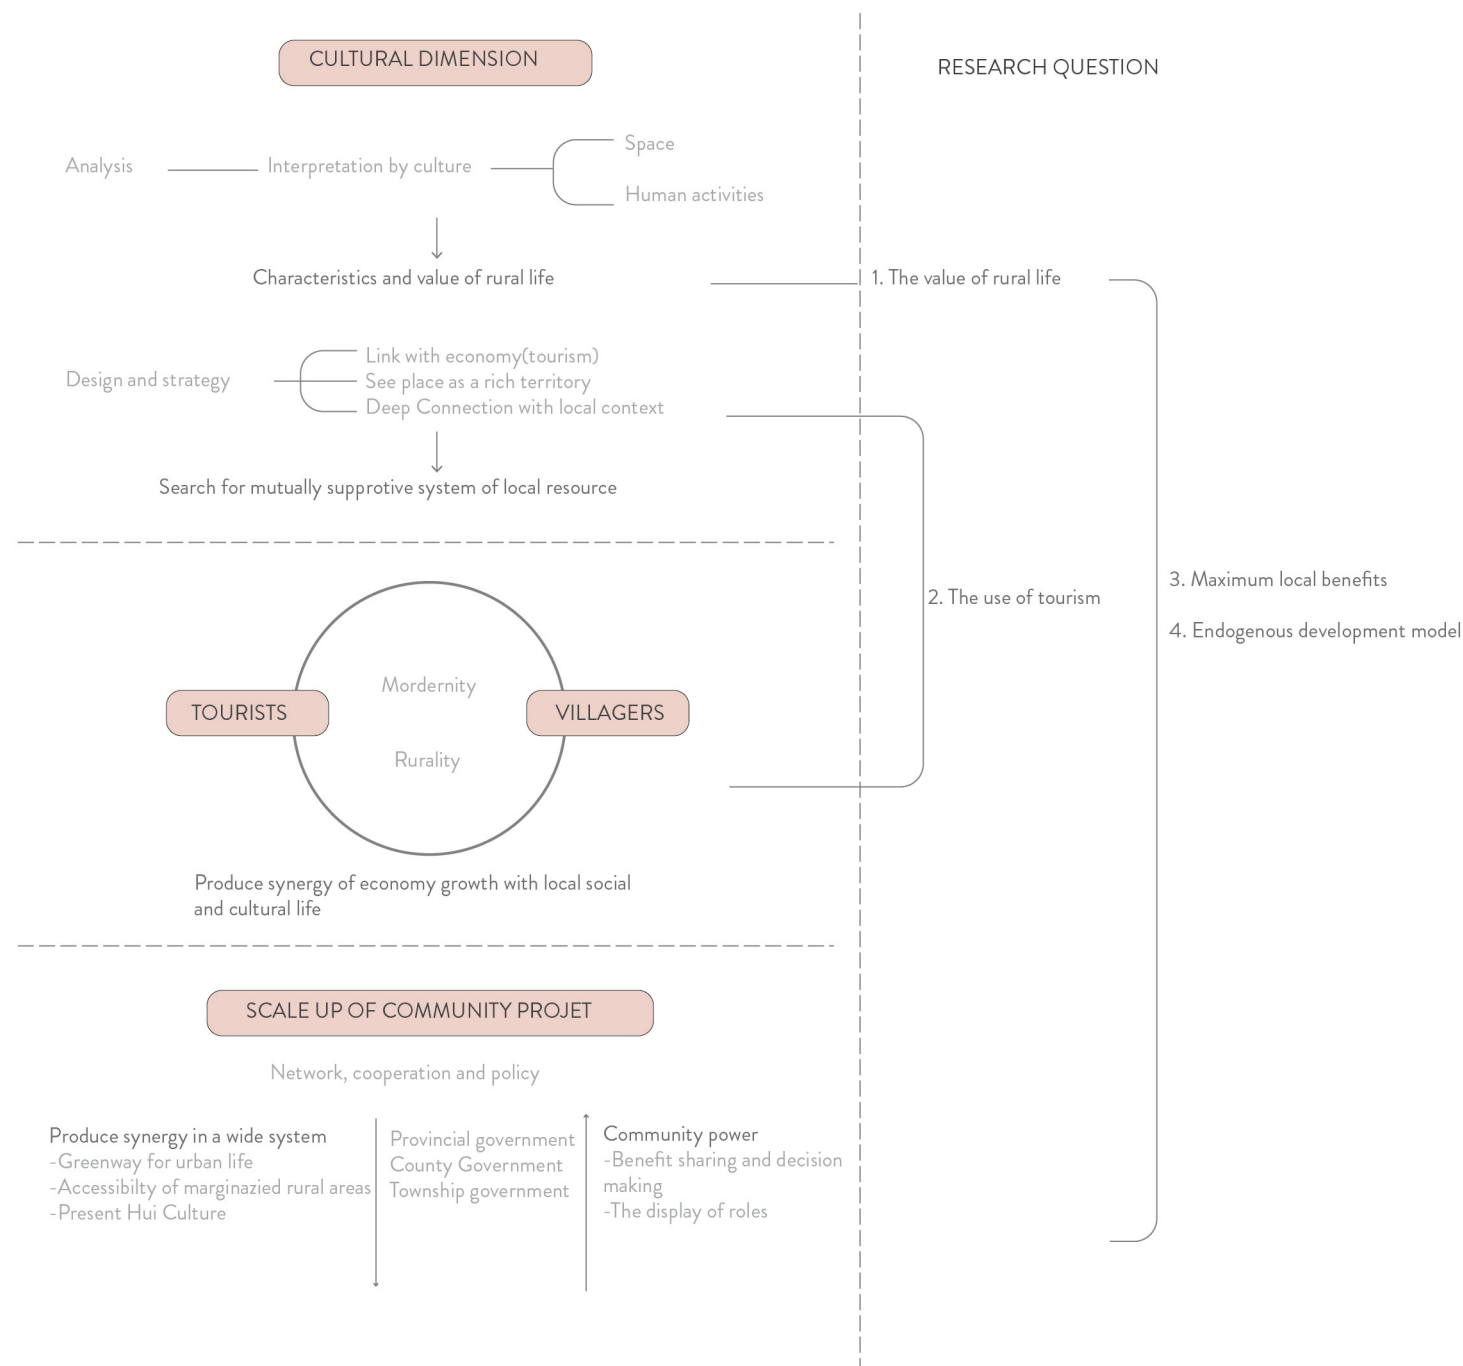 CULTURAL DIMENSION
RESEARCH QUESTION
Analysis
Interpretation by culture
Space
Human activities
Characteristics and value of rural life
1. The value of rural life
Design and strategy
Link with economy(tourism)
See place as a rich territory
Deep Connection with local context
Search for mutually supprotive system of local resource
2. The use of tourism
3. Maximum local benefits
4. Endogenous development model
Mordernity
TOURISTS
VILLAGERS
Rurality
Produce synergy of economy growth with local social
and cultural life
SCALE UP OF COMMUNITY PROJET
Network, cooperation and policy
Produce synergy in a wide system
-Greenway for urban life
-Accessibilty of marginazied rural areas
-Present Hui Culture
Provincial government
County Government
Township government
Community power
-Benefit sharing and decision
making
-The display of roles